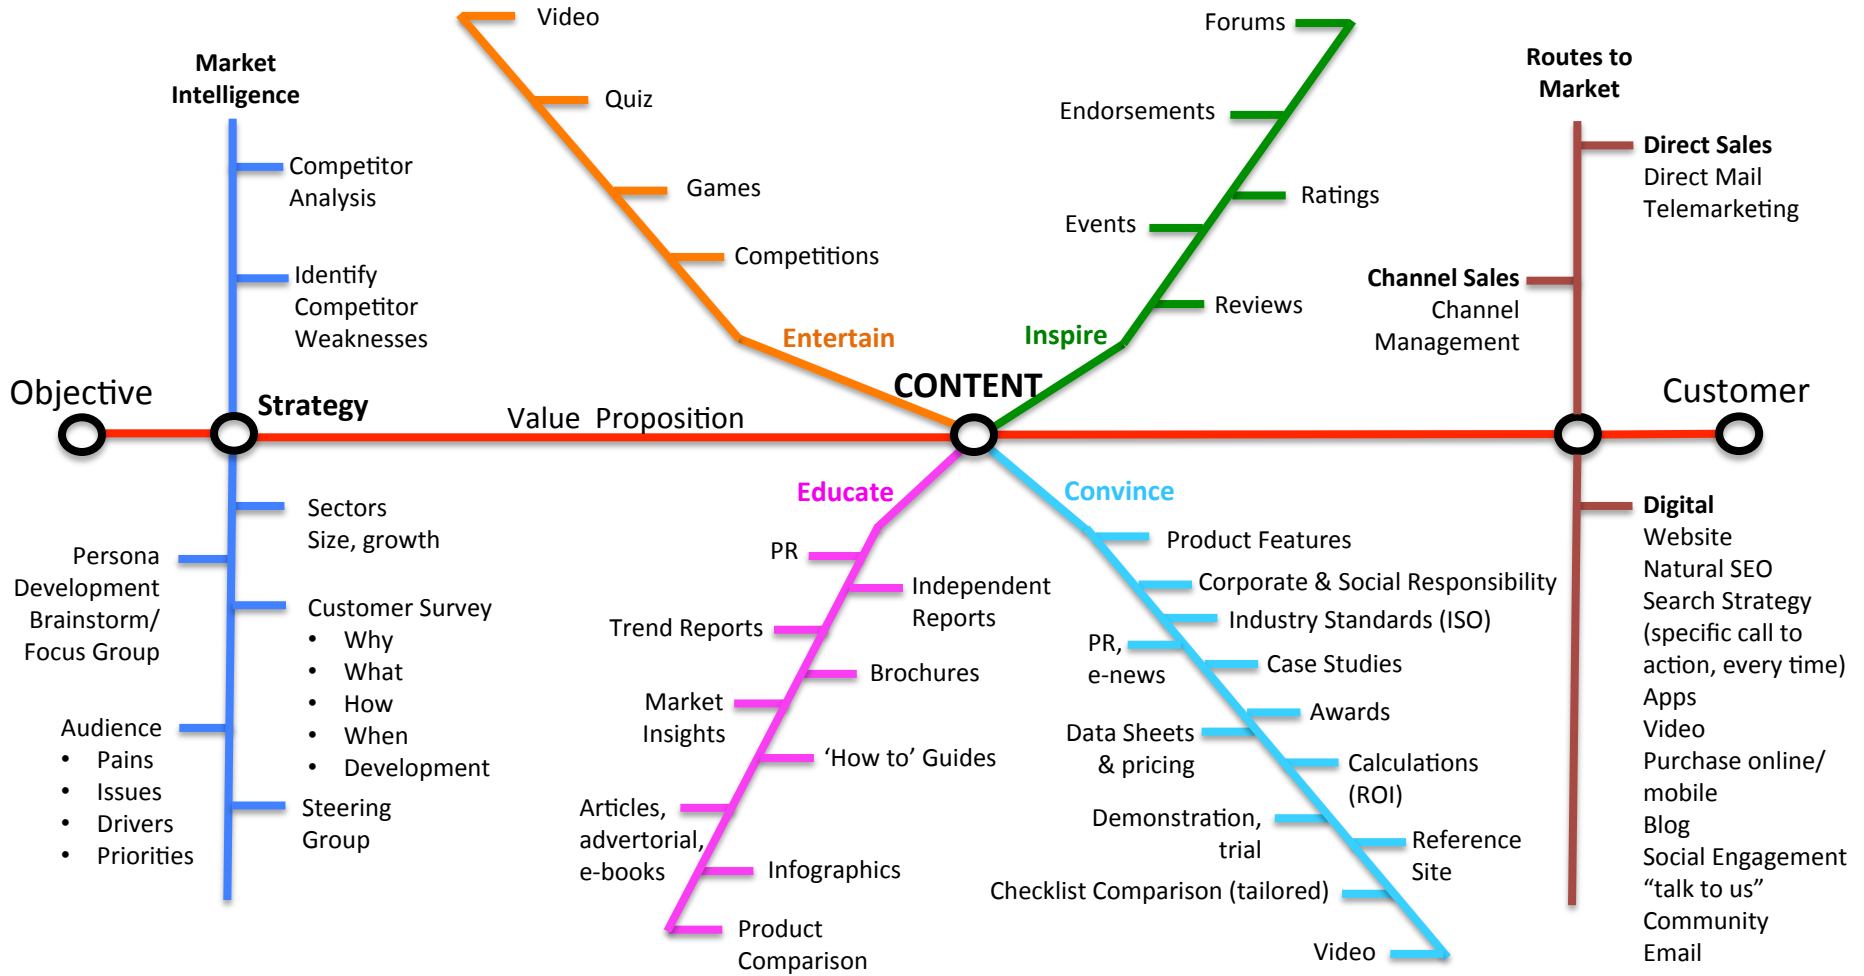 Market
Intelligence
Competitor
Analysis
Identify
Competitor
Weaknesses
Objective
Strategy
Value Proposition
Sectors
Size, growth
Persona
Development
Brainstorm/
Focus Group
Customer Survey
• Why
• What
• How
• When
• Development
Audience
• Pains
• Issues
• Drivers
• Priorities
Steering
Group
Video
Quiz
Games
Competitions
Entertain
Forums
Endorsements
Ratings
Events
Reviews
Inspire
CONTENT
Educate
PR
Independent
Reports
Trend Reports
Brochures
Market
Insights
‘How to’ Guides
Articles,
advertorial,
e-books
Infographics
Product
Comparison
Convince
Product Features
Corporate & Social Responsibility
Industry Standards (ISO)
PR,
e-news
Case Studies
Awards
Data Sheets
& pricing
Calculations
(ROI)
Demonstration,
trial
Reference
Site
Checklist Comparison (tailored)
Video
Routes to
Market
Direct Sales
Direct Mail
Telemarketing
Channel Sales
Channel
Management
Customer
Digital
Website
Natural SEO
Search Strategy
(specific call to
action, every time)
Apps
Video
Purchase online/
mobile
Blog
Social Engagement
“talk to us”
Community
Email